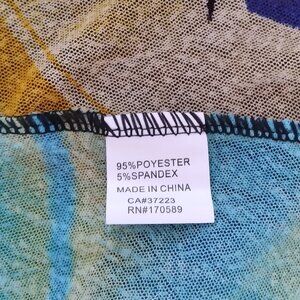 95%POYESTER
5%SPANDEX
MADE IN CHINA
CA#37223
RN#170589